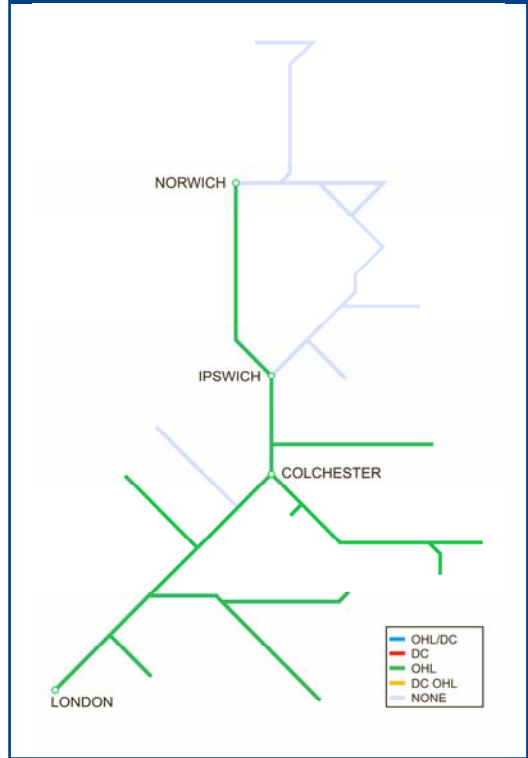 NORWICH
IPSWICH
COLCHESTER
LONDON
OHL/DC
DC
OHL
DC OHL
NONE